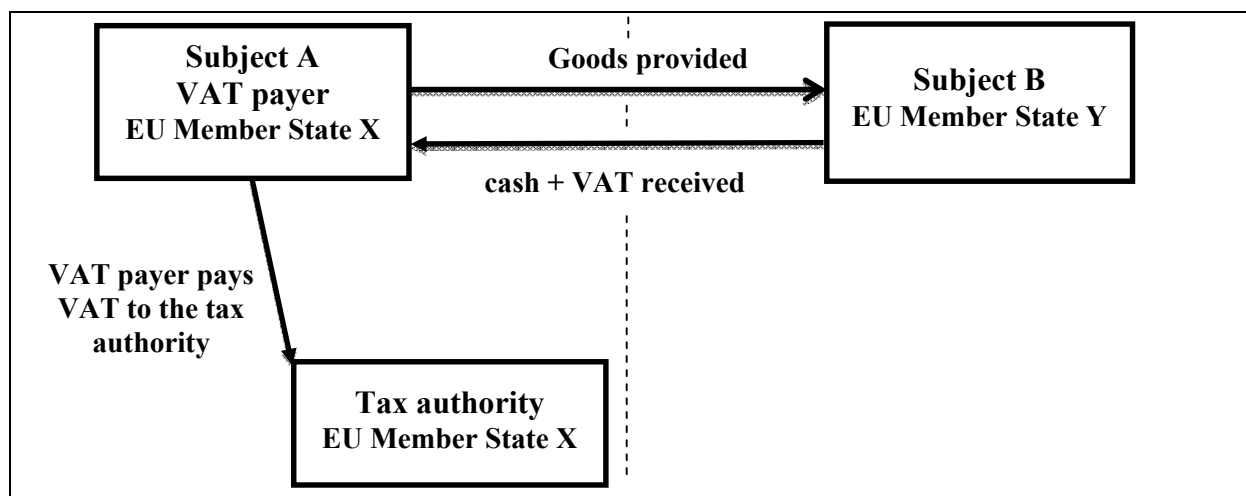 Subject A
VAT payer
EU Member State X
Goods provided
Subject B
EU Member State Y
cash + VAT received
VAT payer pays
VAT to the tax
authority
Tax authority
EU Member State X